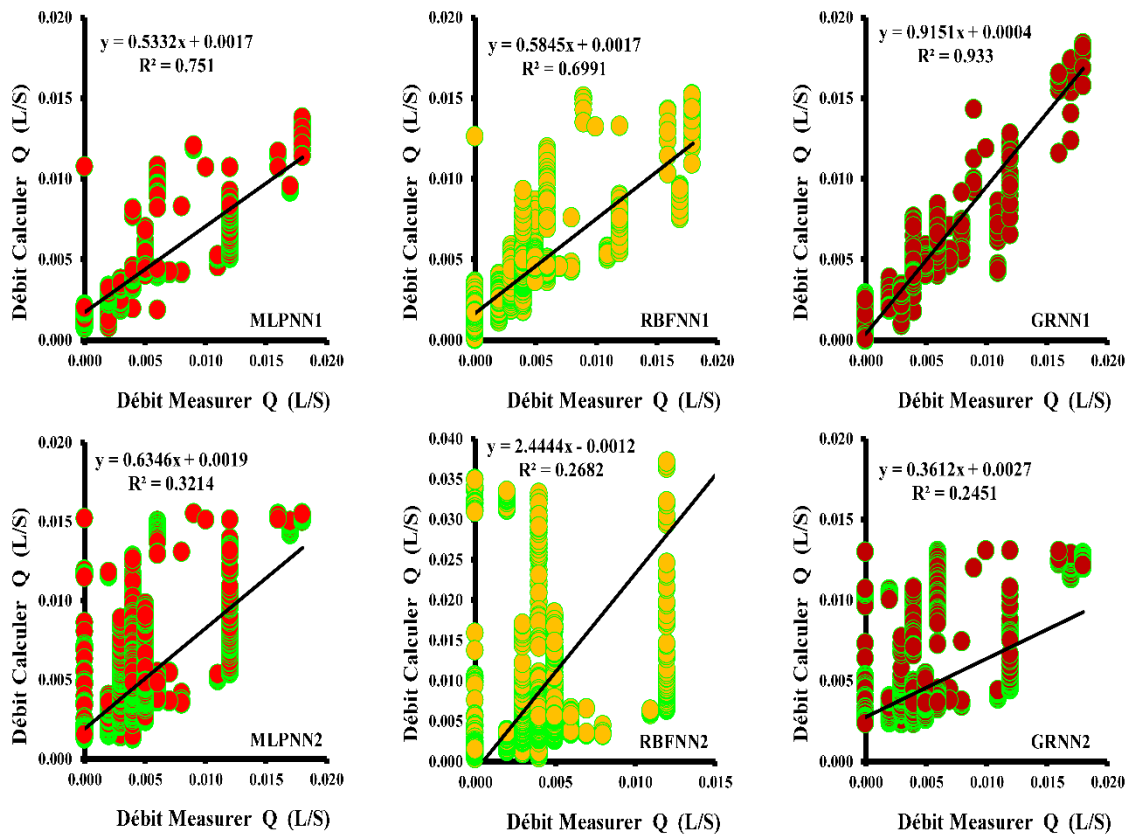 0.020
y = 0.5332x + 0.0017
R² = 0.751
0.015
0.010
0.005
0.000
MLPNN1
0.000 0.005 0.010 0.015 0.020
Débit Calculer Q (L/S)
Débit Measurer Q (L/S)
0.020
y = 0.5845x + 0.0017
R² = 0.6991
0.015
0.010
0.005
0.000
RBFNN1
0.000 0.005 0.010 0.015 0.020
Débit Calculer Q (L/S)
Débit Measurer Q (L/S)
0.020
y = 0.9151x + 0.0004
R² = 0.933
0.015
0.010
0.005
0.000
GRNN1
0.000 0.005 0.010 0.015 0.020
Débit Calculer Q (L/S)
Débit Measurer Q (L/S)
0.020
y = 0.6346x + 0.0019
R² = 0.3214
0.015
0.010
0.005
0.000
MLPNN2
0.000 0.005 0.010 0.015 0.020
Débit Calculer Q (L/S)
Débit Measurer Q (L/S)
0.040
y = 2.4444x - 0.0012
R² = 0.2682
0.035
0.030
0.025
0.020
0.015
0.010
0.005
0.000
RBFNN2
0.000 0.005 0.010 0.015
Débit Calculer Q (L/S)
Débit Measurer Q (L/S)
0.020
y = 0.3612x + 0.0027
R² = 0.2451
0.015
0.010
0.005
0.000
GRNN2
0.000 0.005 0.010 0.015 0.020
Débit Calculer Q (L/S)
Débit Measurer Q (L/S)